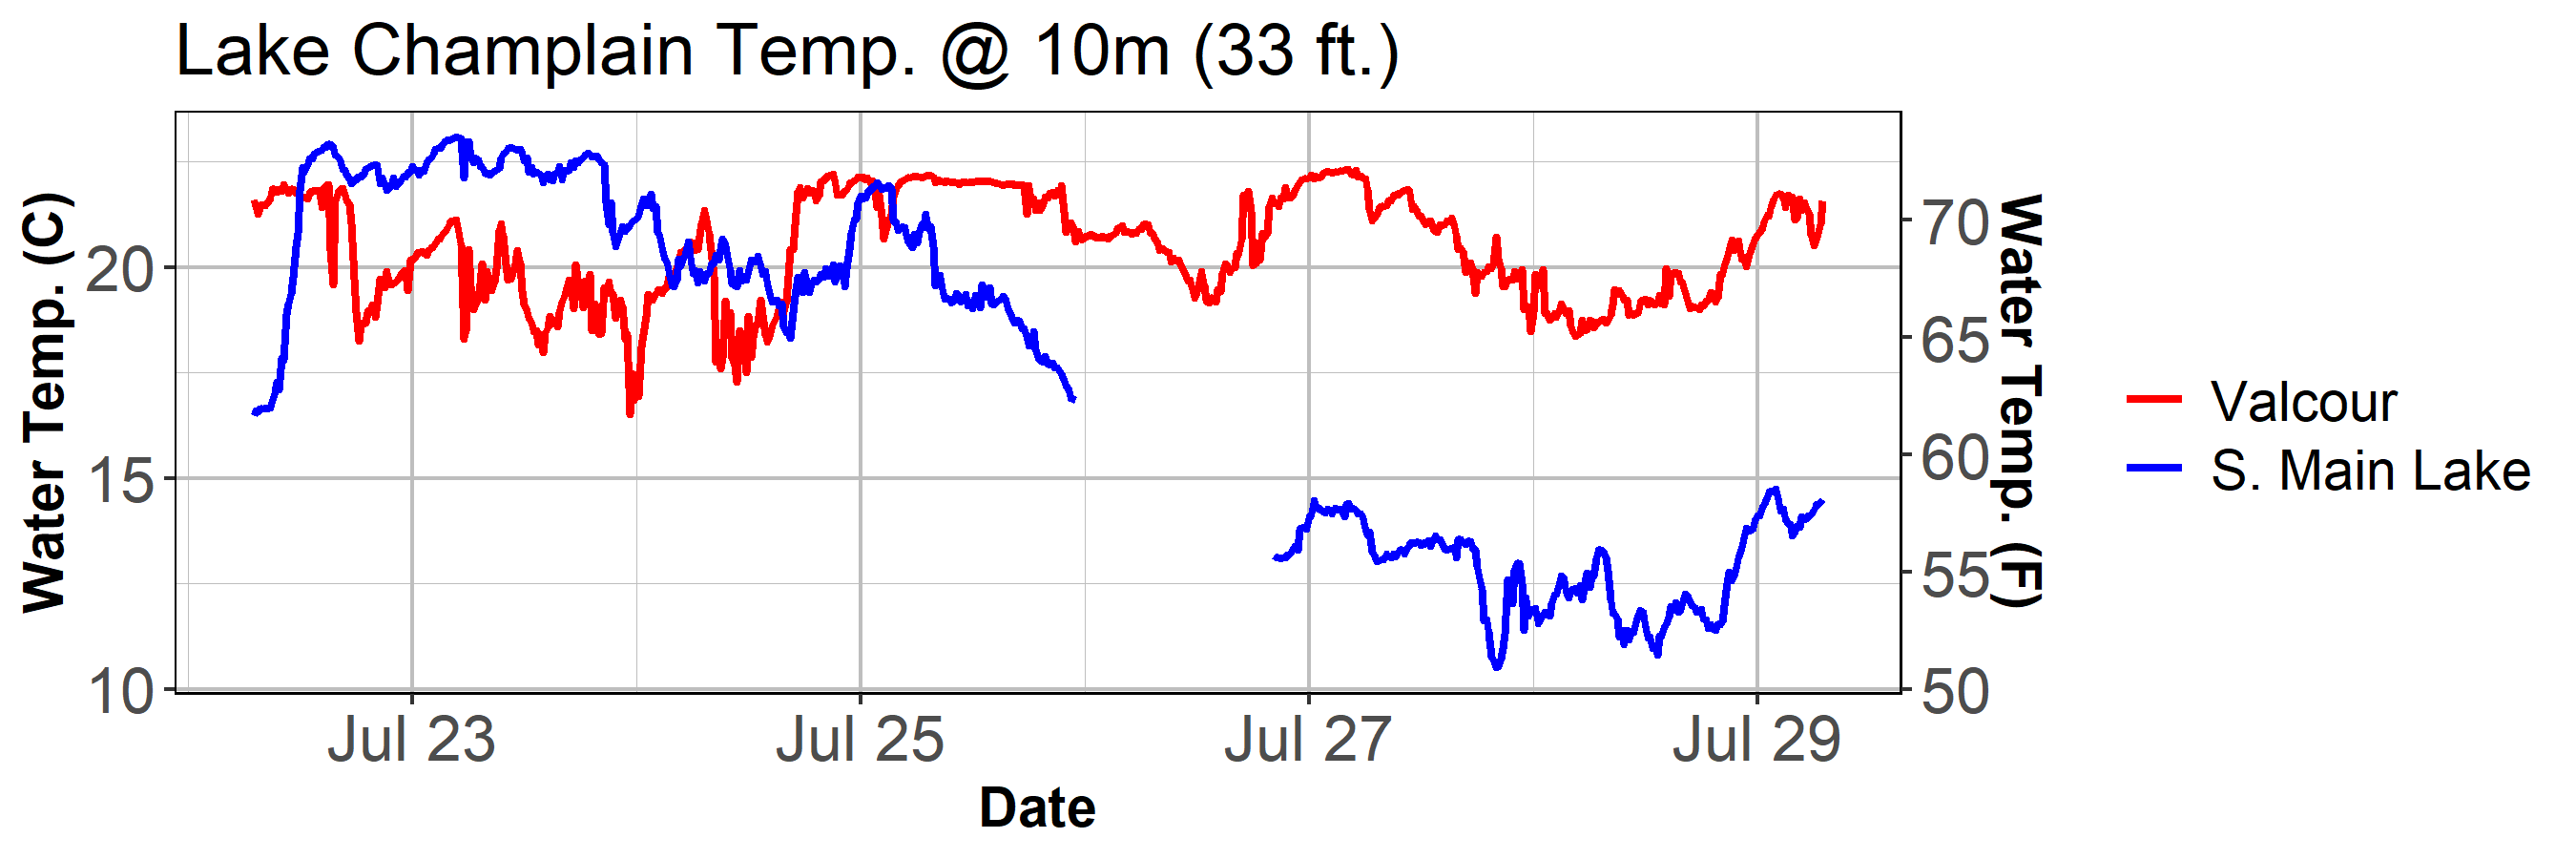 Lake Champlain Temp. @ 10m (33 ft.)
Water Temp. (C)
20
15
10
70
65
60
55
50
Water Temp. (F)
Jul 23
Jul 25
Jul 27
Jul 29
Date
Valcour
S. Main Lake